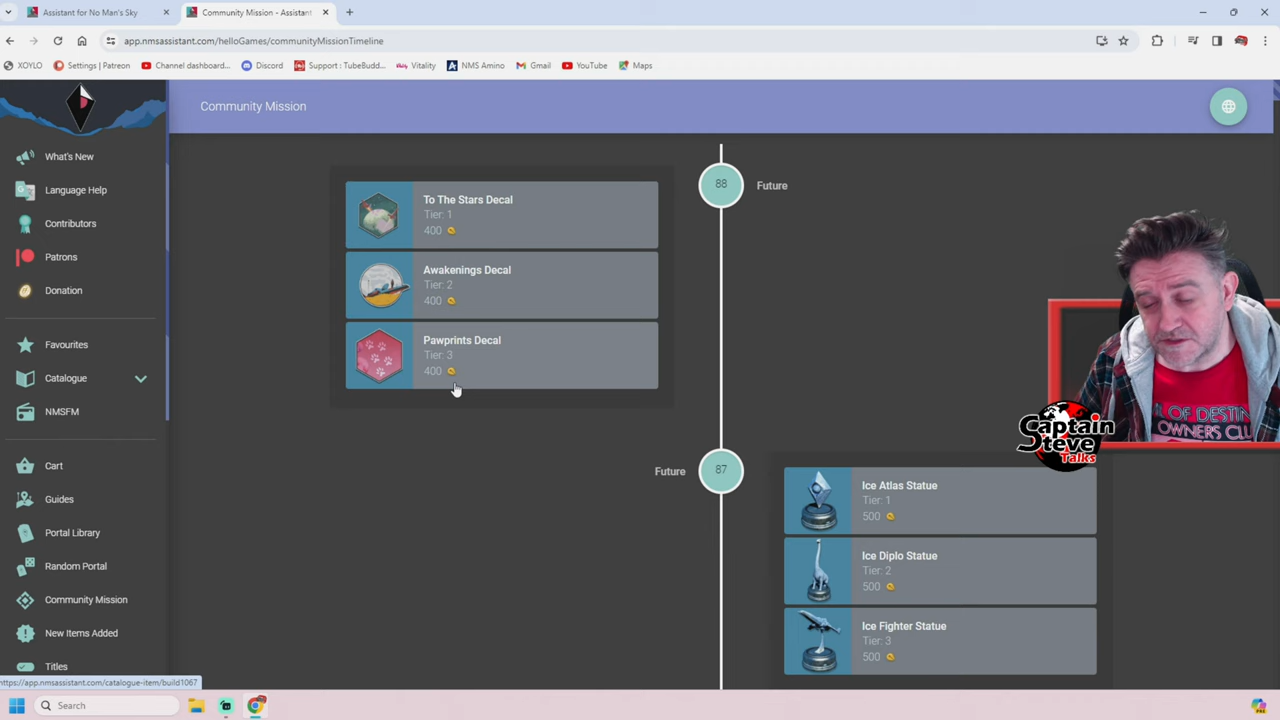 Assistant for No Man's Sky
Community Mission - Assistant
app.nmsassistant.com/helloGames/communityMissionTimeline
XOYLO
Settings | Patreon
Channel dashboard...
Discord
Support : TubeBudd...
Vitality
NMS Amino
Gmail
YouTube
Maps
Community Mission
What's New
Language Help
Contributors
Patrons
Donation
Favourites
Catalogue
NMSFM
Cart
Guides
Portal Library
Random Portal
Community Mission
New Items Added
Titles
88
Future
To The Stars Decal
Tier: 1
400
Awakenings Decal
Tier: 2
400
Pawprints Decal
Tier: 3
400
Future
87
Ice Atlas Statue
Tier: 1
500
Ice Diplo Statue
Tier: 2
500
Ice Fighter Statue
Tier: 3
500
OF DESTIN
OWNERS CLU
Captain
Steve
Talks
https://app.nmsassistant.com/catalogue-item/build1067
Search